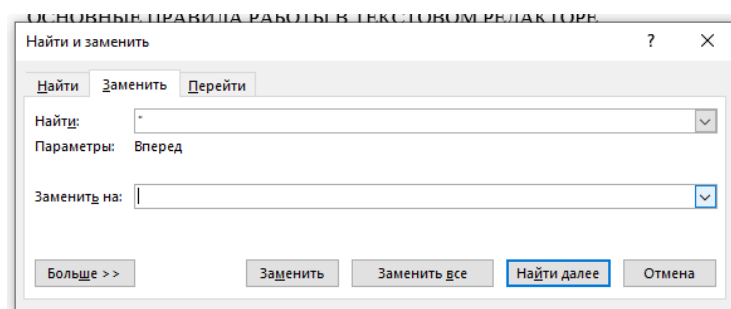 ОСНОВНЫЕ ПРАВИЛА РАБОТЫ В ТЕКСТОВОМ РЕДАКТОРЕ
Найти и заменить ? ×
Найти Заменить Перейти
Найти: "
Параметры: Вперед
Заменить на:
Больше >> Заменить Заменить все Найти далее Отмена